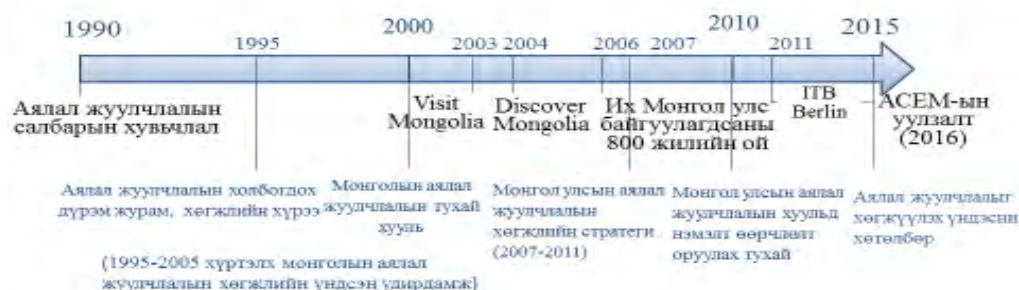 1990
1995
2000
2003
2004
2006
2007
2010
2011
2015
Аялал жуулчлалын
салбарын хувьчлал
Visit
Mongolia
Discover
Mongolia
Их Монгол улс
байгуулагдсаны
800 жилийн ой
ITB
Berlin
АСЕМ-ын
уулзалт
(2016)
Аялал жуулчлалын холбогдох
дүрэм журам, хөгжлийн хүрээ
Монголын аялал
жуулчлалын тухай
хууль
Монгол улсын аялал
жуулчлалын
хөгжлийн стратеги
(2007-2011)
Монгол улсын аялал
жуулчлалын хуульд
нэмэлт өөрчлөлт
оруулах тухай
Аялал жуулчлалыг
хөгжүүлэх үндэсний
хөтөлбөр
(1995-2005 хүртэлх монголын аялал
жуулчлалын хөгжлийн үндсэн удирдамж)